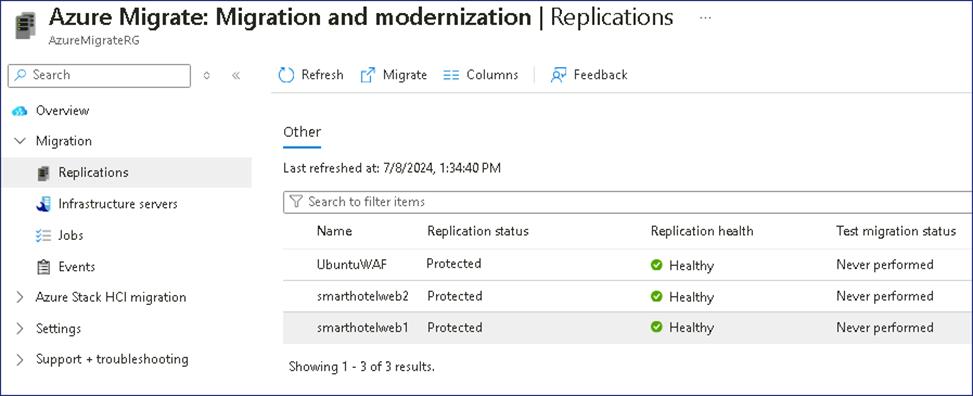 Azure Migrate: Migration and modernization | Replications ...
AzureMigrateRG
Search
Refresh Migrate Columns Feedback
Overview
Migration
Replications
Infrastructure servers
Jobs
Events
Azure Stack HCI migration
Settings
Support + troubleshooting
Other
Last refreshed at: 7/8/2024, 1:34:40 PM
Search to filter items
Name Replication status Replication health Test migration status
UbuntuWAF Protected Healthy Never performed
smarthotelweb2 Protected Healthy Never performed
smarthotelweb1 Protected Healthy Never performed
Showing 1 - 3 of 3 results.